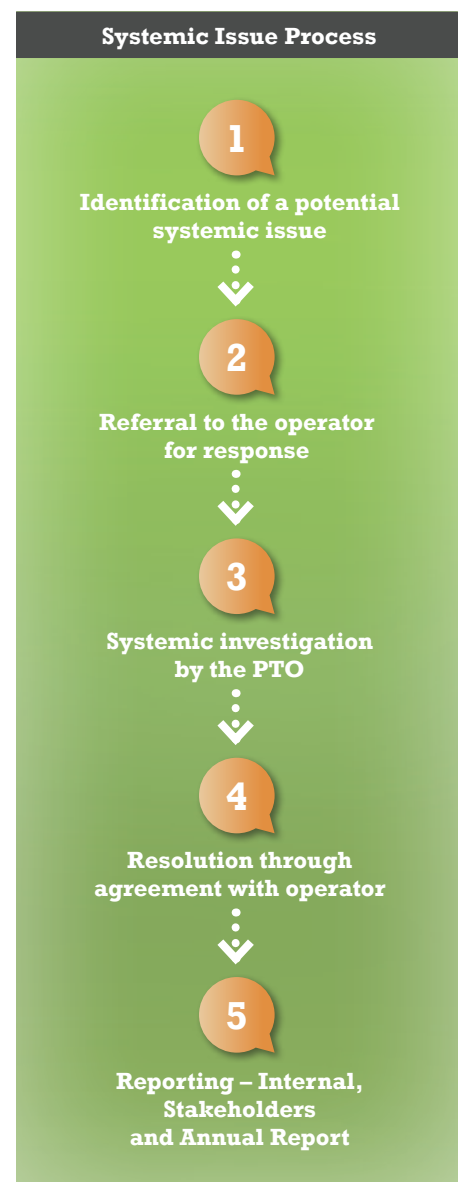 Systemic Issue Process
1
Identification of a potential
systemic issue
2
Referral to the operator
for response
3
Systemic investigation
by the PTO
4
Resolution through
agreement with operator
5
Reporting – Internal,
Stakeholders
and Annual Report